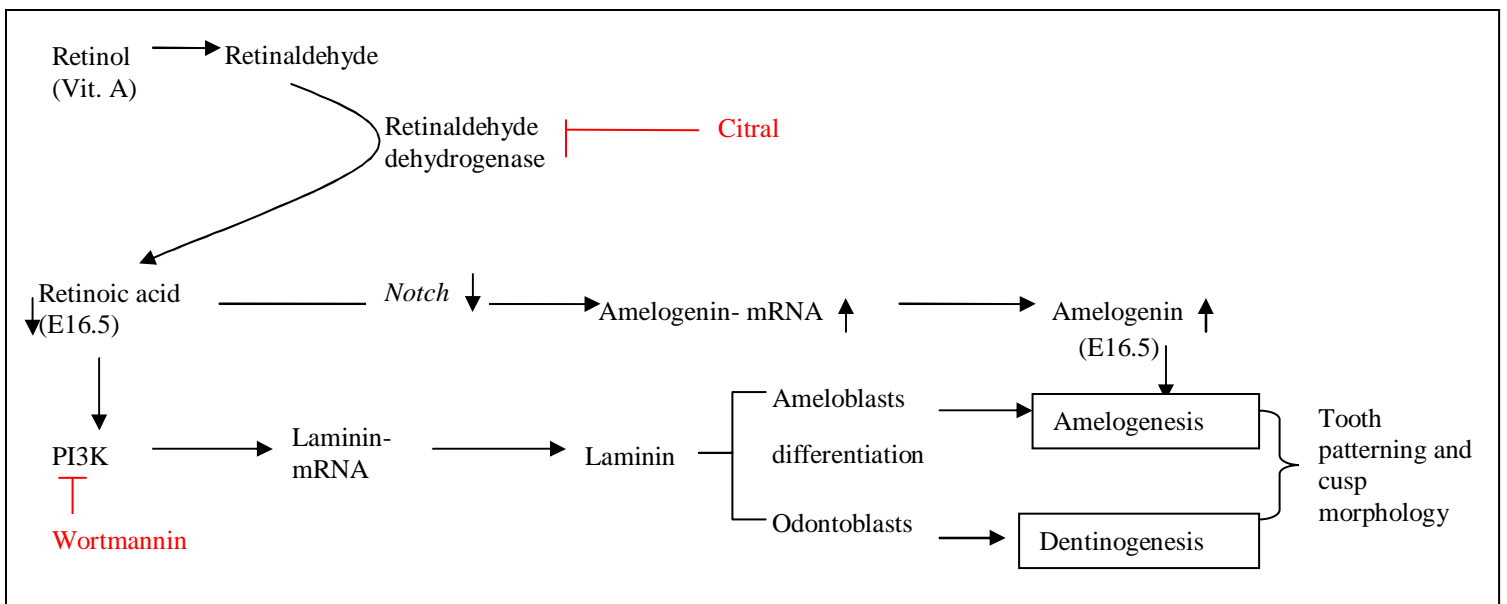 Retinol
(Vit. A)
Retinaldehyde
Retinaldehyde
dehydrogenase
Citral
Retinoic acid
(E16.5)
Notch
Amelogenin- mRNA
Amelogenin
(E16.5)
PI3K
Wortmannin
Laminin-
mRNA
Laminin
Ameloblasts
differentiation
Odontoblasts
Amelogenesis
Dentinogenesis
Tooth
patterning and
cusp
morphology